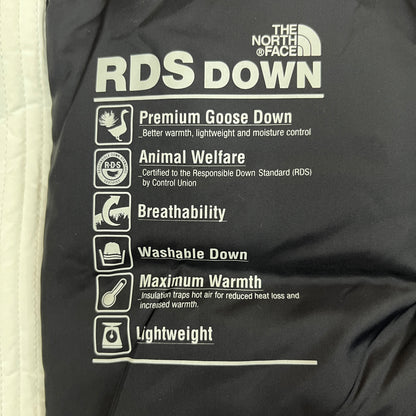 THE
NORTH
®FACE
RDS DOWN
Premium Goose Down
Better warmth, lightweight and moisture control
RDS
Animal Welfare
Certified to the Responsible Down Standard (RDS)
by Control Union
Breathability
Washable Down
Maximum Warmth
Insulation traps hot air for reduced heat loss and
increased warmth.
Lightweight